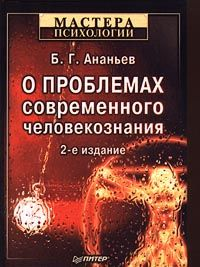 МАСТЕРА
ПСИХОЛОГИИ
Б. Г. Ананьев
О ПРОБЛЕМАХ
современного
человекознания
2-е издание
ПИТЕР